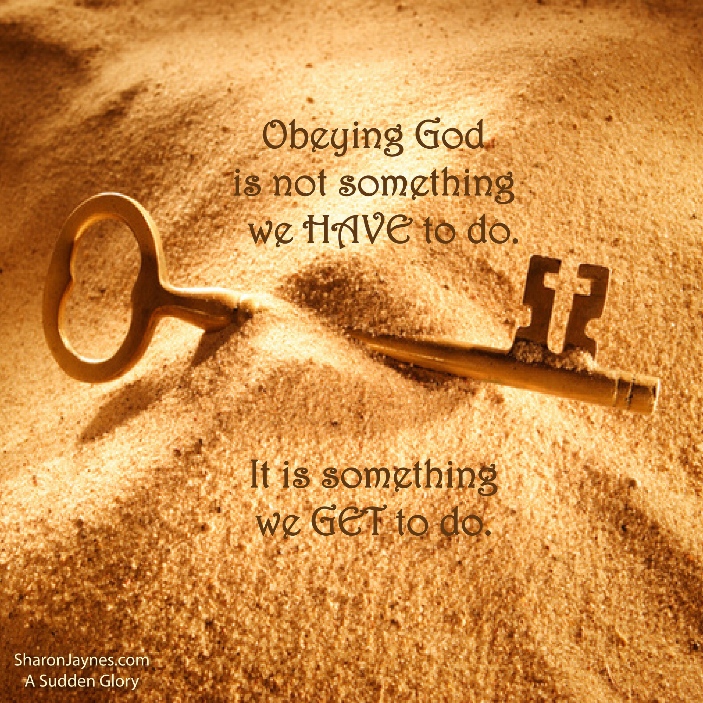 Obeying God
is not something
we HAVE to do.
It is something
we GET to do.
SharonJaynes.com
A Sudden Glory